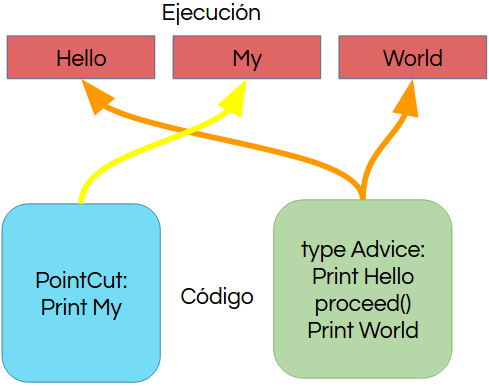 Ejecución
Hello
My
World
PointCut:
Print My
Código
type Advice:
Print Hello
proceed()
Print World